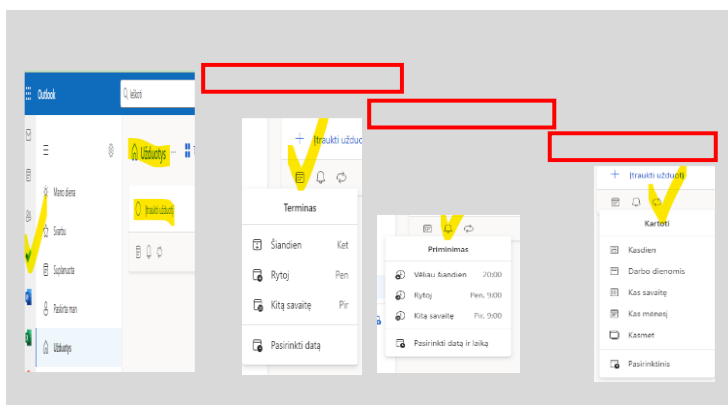 Outlook
Ieškoti
Užduotys
Mano diena
Svarbu
Suplanuota
Paskirta man
Užduotys
Įtraukti užduotį
Įtraukti užduo
Terminas
Šiandien Ket
Rytoj Pen
Kitą savaitę Pir
Pasirinkti datą
Priminimas
Vėliau šiandien 20:00
Rytoj Pen, 9:00
Kitą savaitę Pir, 9:00
Pasirinkti datą ir laiką
Įtraukti užduotį
Kartoti
Kasdien
Darbo dienomis
Kas savaitę
Kas mėnesį
Kasmet
Pasirinktinis